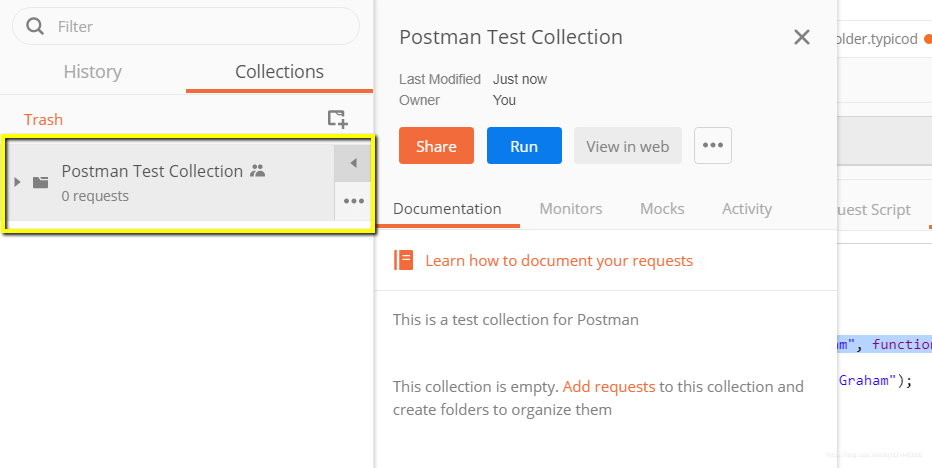 Filter
History Collections
Trash
Postman Test Collection
0 requests
Postman Test Collection
Last Modified Just now
Owner You
Share Run View in web
Documentation Monitors Mocks Activity
Learn how to document your requests
This is a test collection for Postman
This collection is empty. Add requests to this collection and
create folders to organize them
older.typicod
uest Script
m", function
Graham");